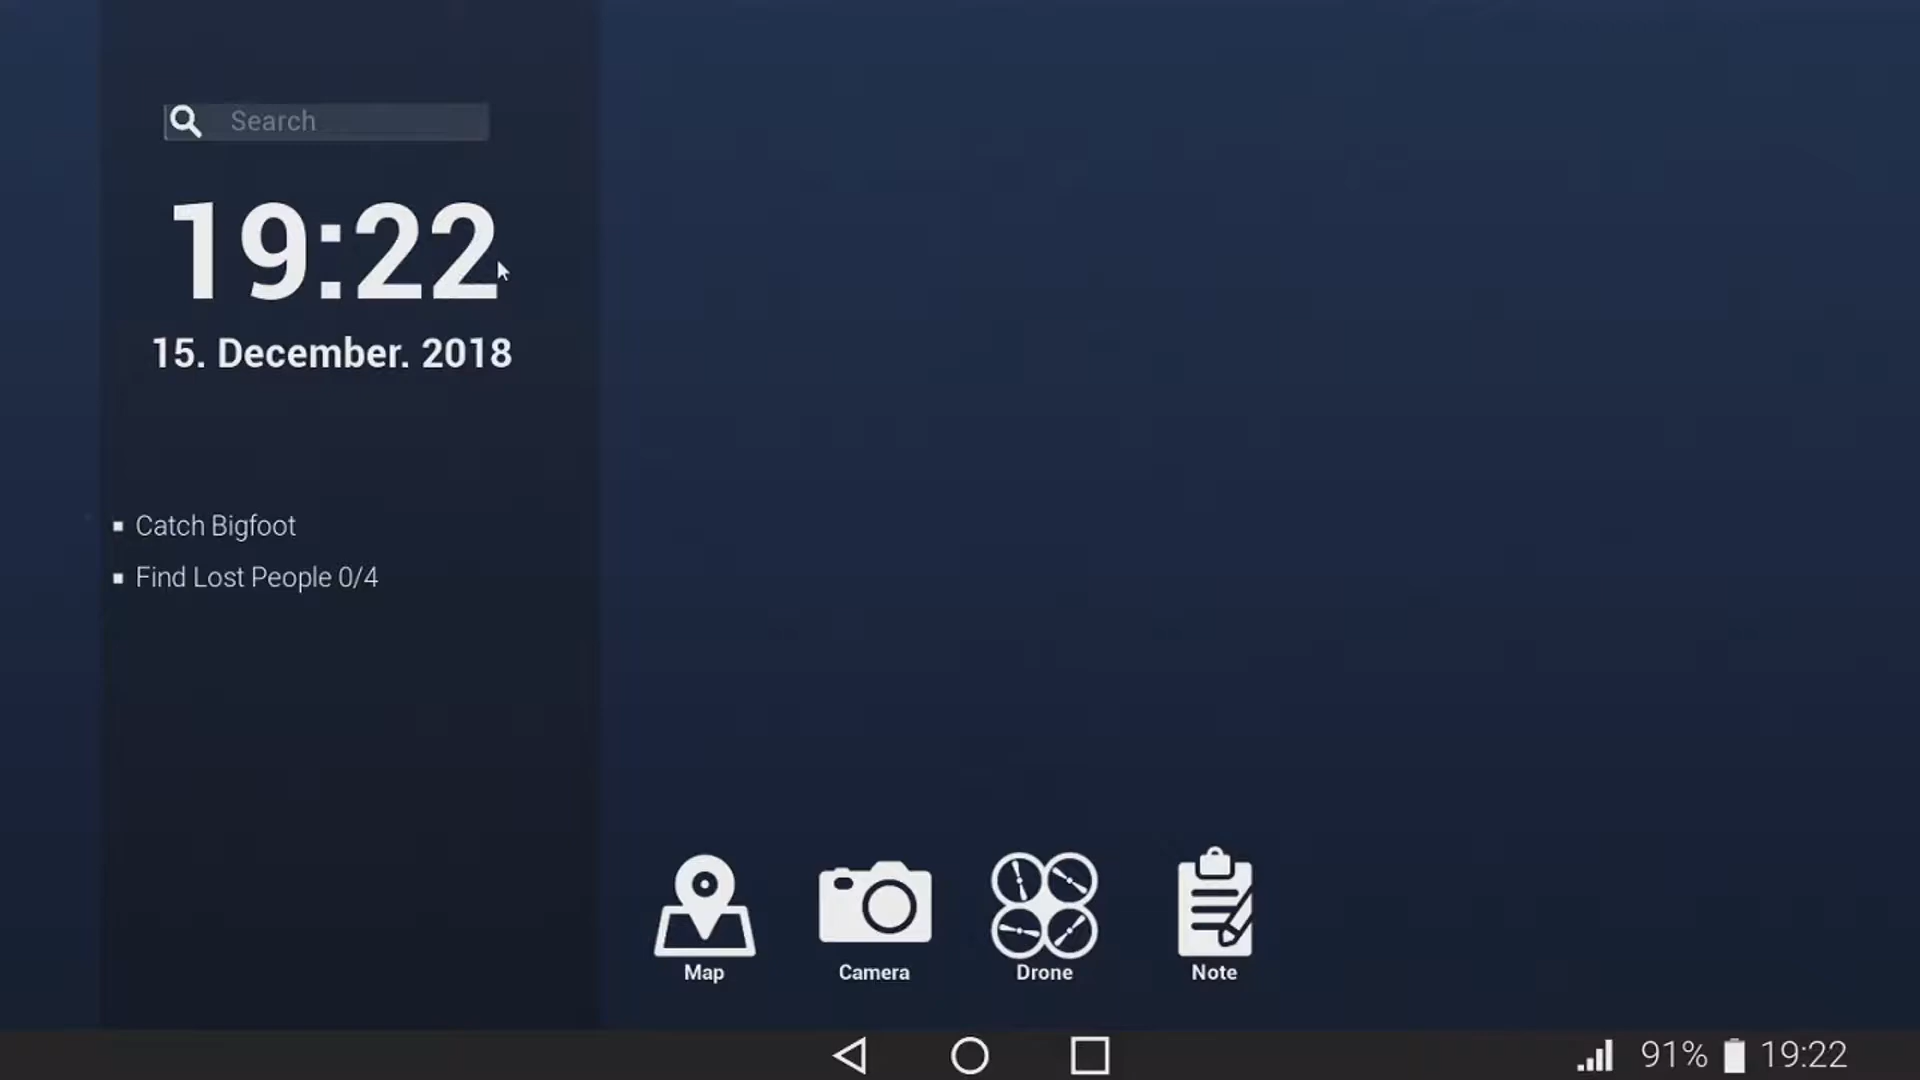 Search
19:22
15. December. 2018
Catch Bigfoot
Find Lost People 0/4
Map
Camera
Drone
Note
91%
19:22